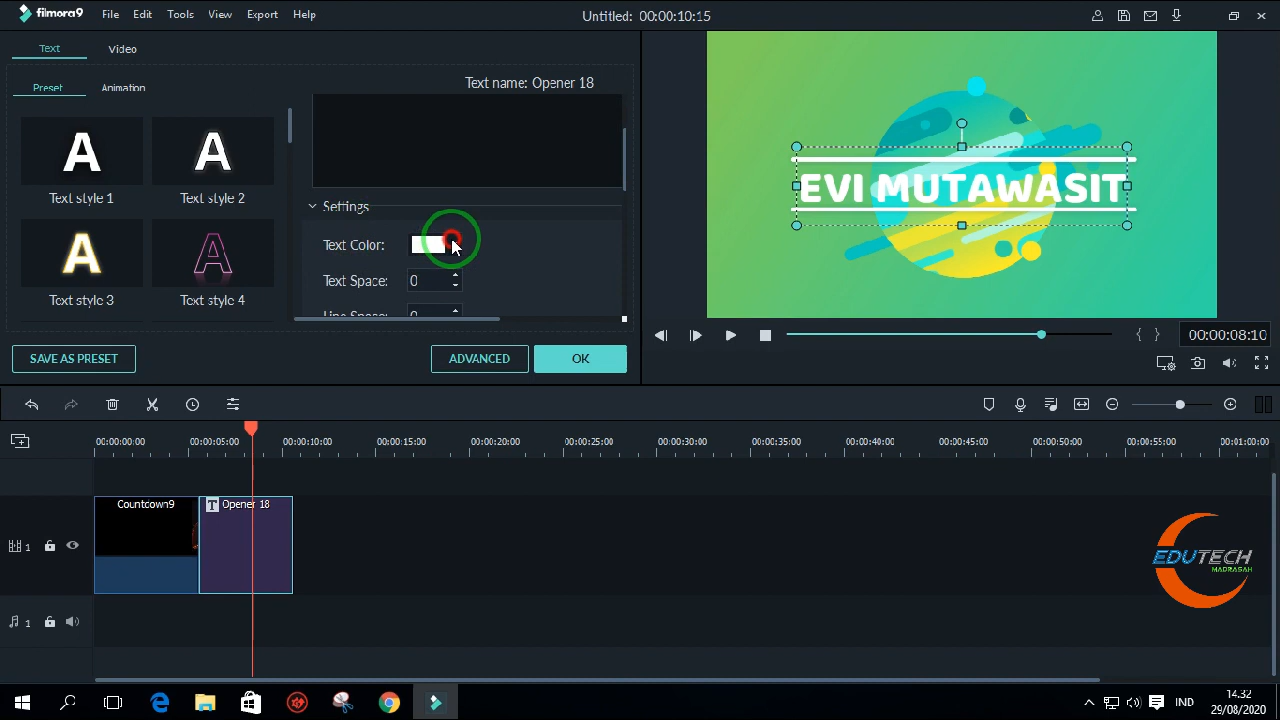 filmora9 File Edit Tools View Export Help Untitled: 00:00:10:15
Text Video
Text name: Opener 18
Preset Animation
A A
Text style 1 Text style 2
A A
Text style 3 Text style 4
Settings
Text Color:
Text Space: 0
Line Space: 0
SAVE AS PRESET ADVANCED OK
EVI MUTAWASIT
{ } 00:00:08:10
00:00:00:00 00:00:05:00 00:00:10:00 00:00:15:00 00:00:20:00 00:00:25:00 00:00:30:00 00:00:35:00 00:00:40:00 00:00:45:00 00:00:50:00 00:00:55:00 00:01:00:00
Countdown9 T Opener 18
1
1
EDUTECH
MADRASAH
IND 14.32
29/08/2020